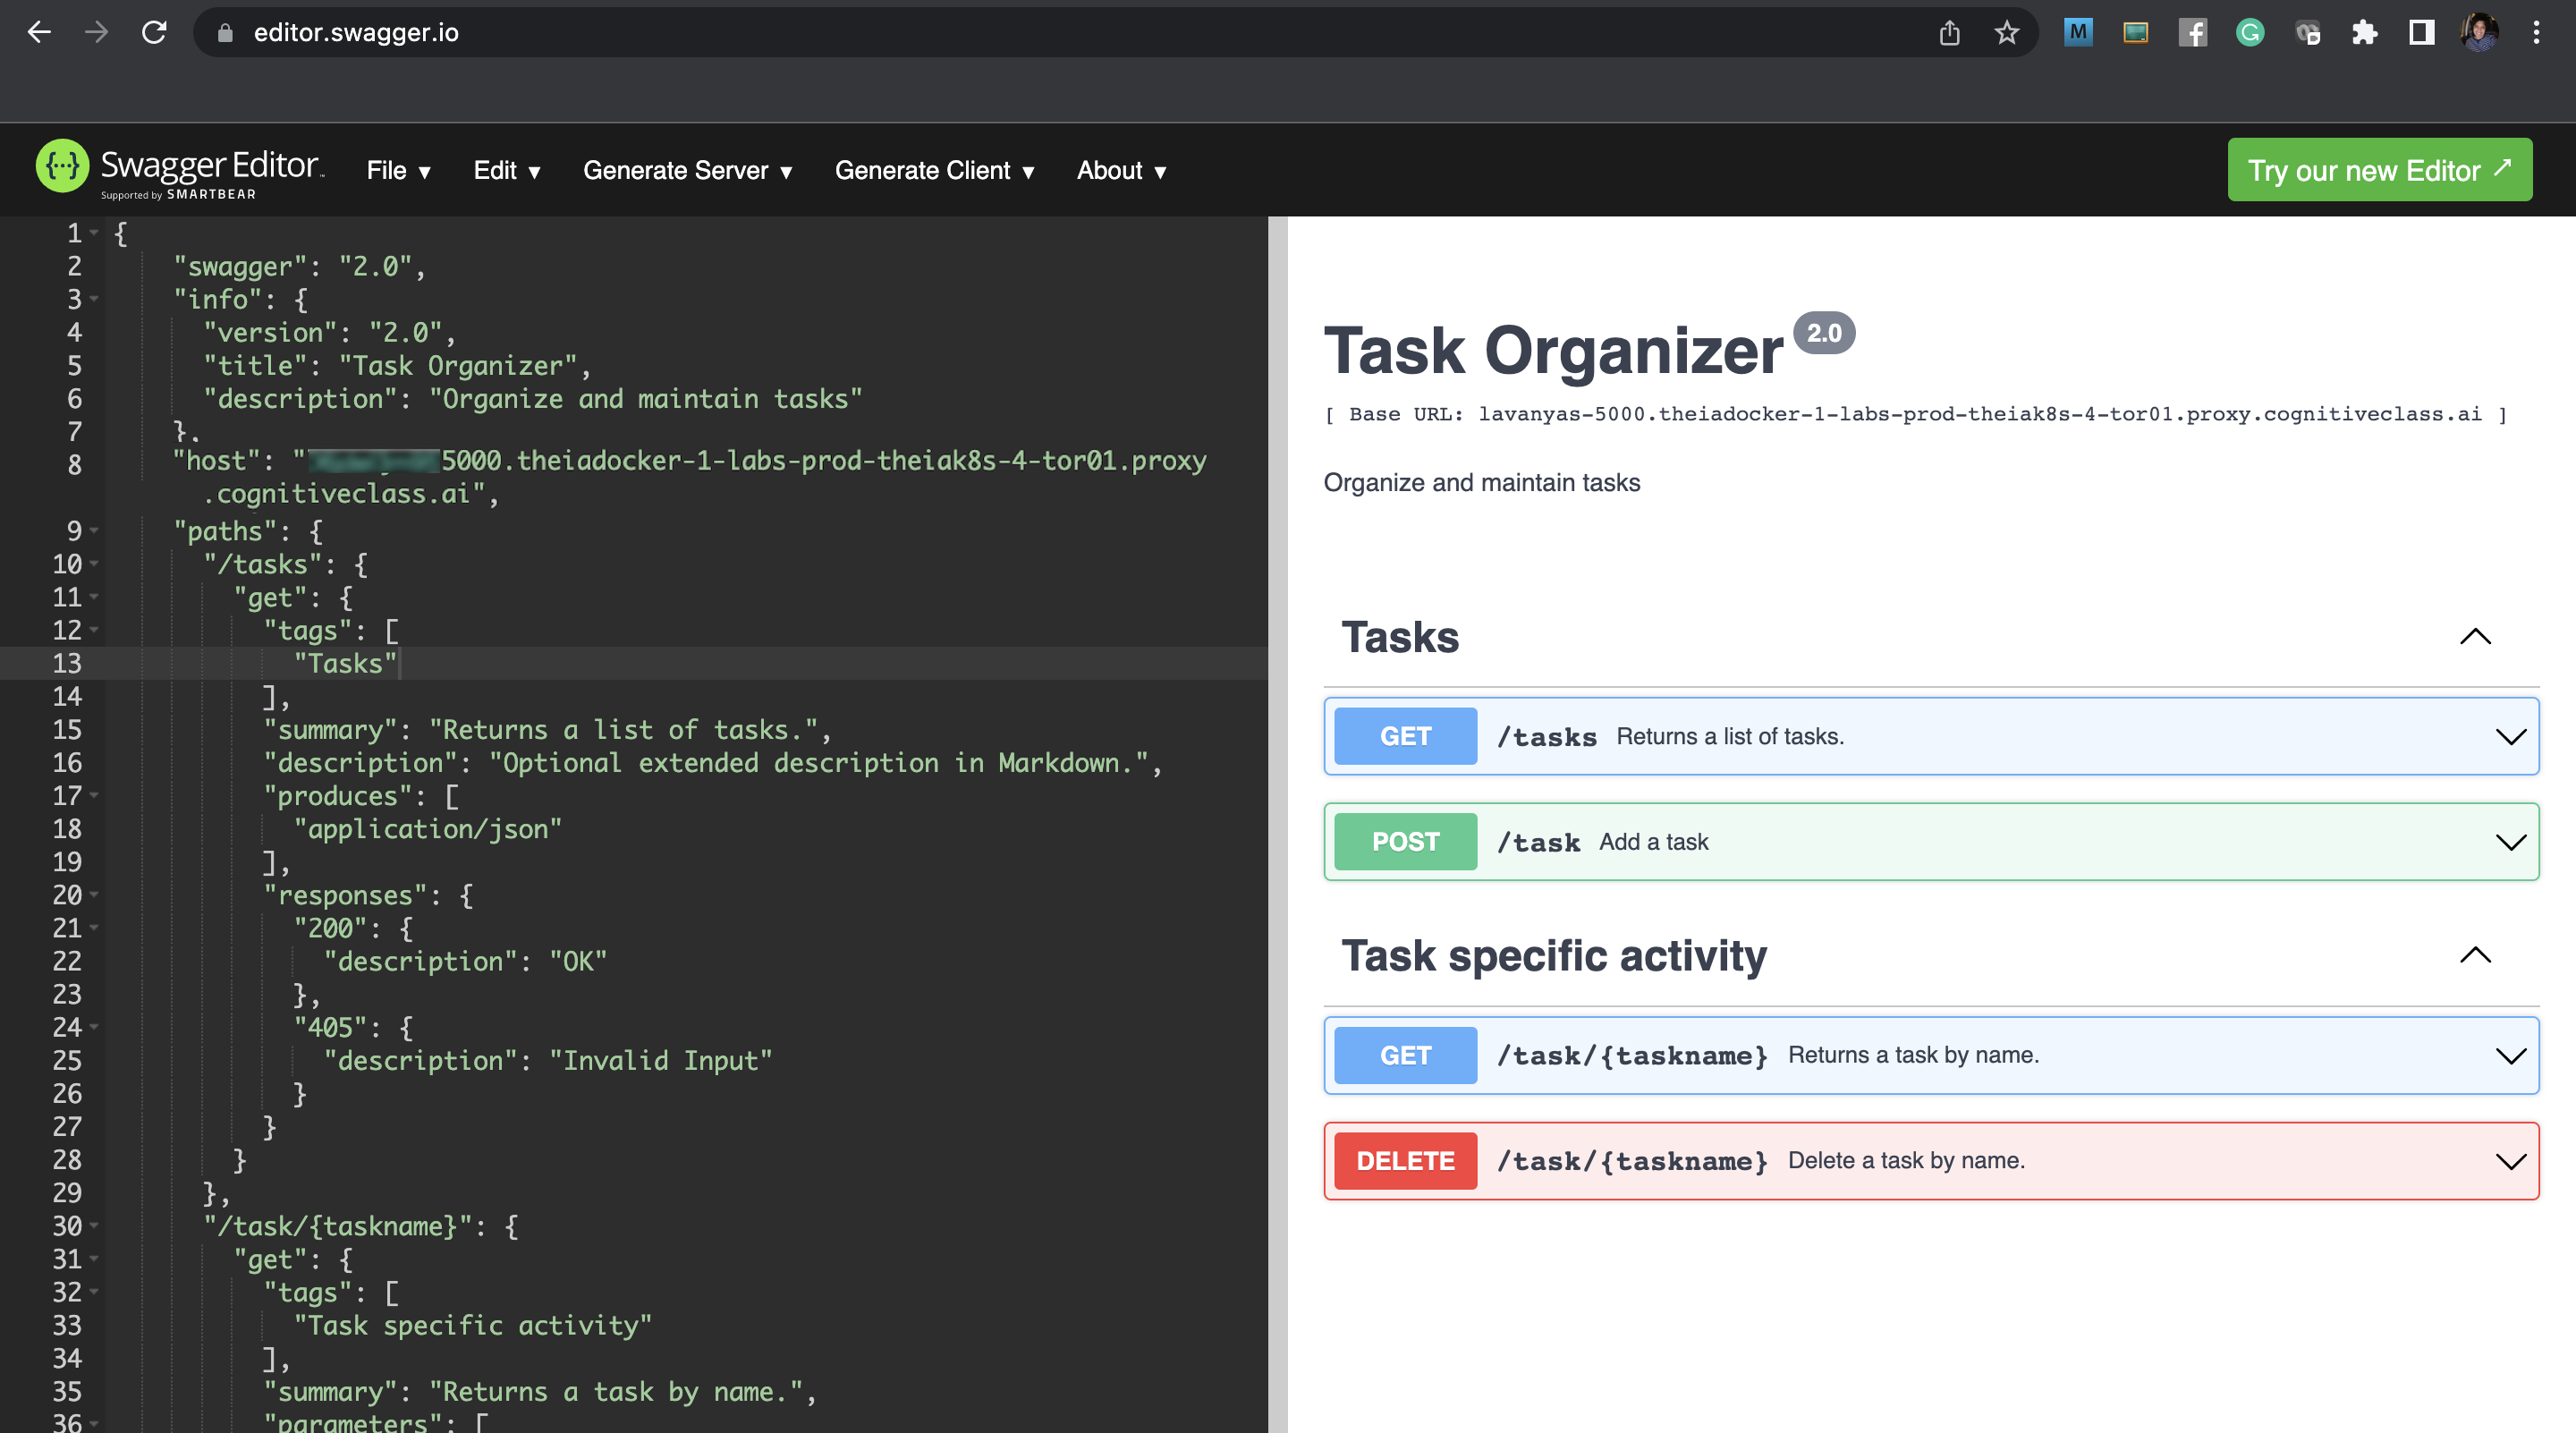 editor.swagger.io
Swagger Editor
Supported by SMARTBEAR
File ▾
Edit ▾
Generate Server ▾
Generate Client ▾
About ▾
Try our new Editor ↗
1 {
2 "swagger": "2.0",
3 "info": {
4 "version": "2.0",
5 "title": "Task Organizer",
6 "description": "Organize and maintain tasks"
7 },
8 "host": "5000.theiadocker-1-labs-prod-theiak8s-4-tor01.proxy
.cognitiveclass.ai",
9 "paths": {
10 "/tasks": {
11 "get": {
12 "tags": [
13 "Tasks"
14 ],
15 "summary": "Returns a list of tasks.",
16 "description": "Optional extended description in Markdown.",
17 "produces": [
18 "application/json"
19 ],
20 "responses": {
21 "200": {
22 "description": "OK"
23 },
24 "405": {
25 "description": "Invalid Input"
26 }
27 }
28 }
29 },
30 "/task/{taskname}": {
31 "get": {
32 "tags": [
33 "Task specific activity"
34 ],
35 "summary": "Returns a task by name.",
36 "parameters": [
Task Organizer 2.0
[ Base URL: lavanyas-5000.theiadocker-1-labs-prod-theiak8s-4-tor01.proxy.cognitiveclass.ai ]
Organize and maintain tasks
Tasks
GET /tasks Returns a list of tasks.
POST /task Add a task
Task specific activity
GET /task/{taskname} Returns a task by name.
DELETE /task/{taskname} Delete a task by name.